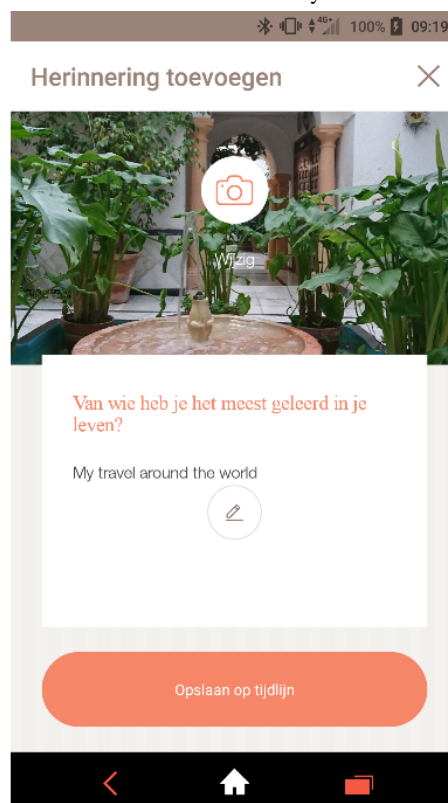 4G+ 100% 09:19
Herinnering toevoegen
Wijzig
Van wie heb je het meest geleerd in je
leven?
My travel around the world
Opslaan op tijdlijn